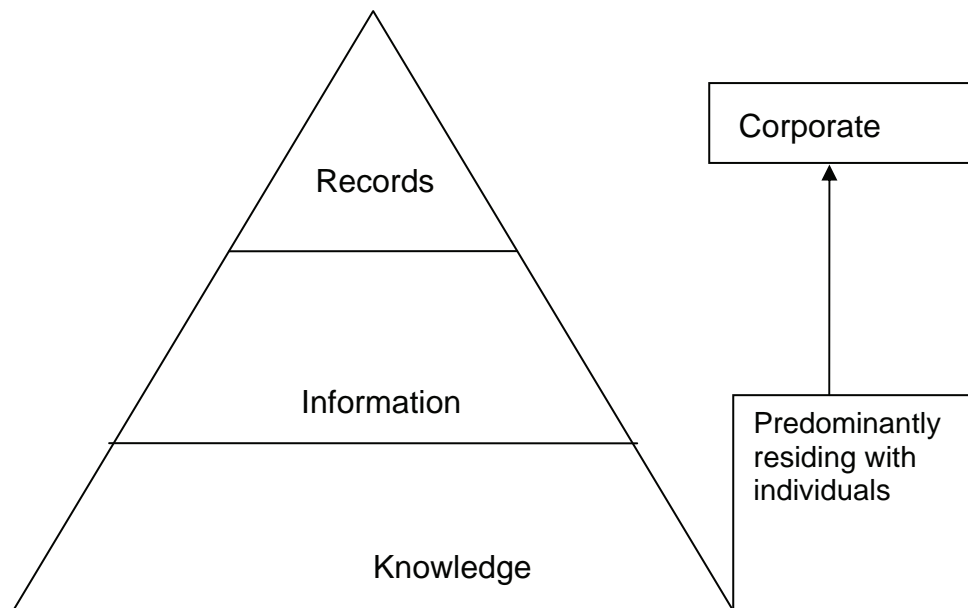 Records
Corporate
Information
Predominantly
residing with
individuals
Knowledge